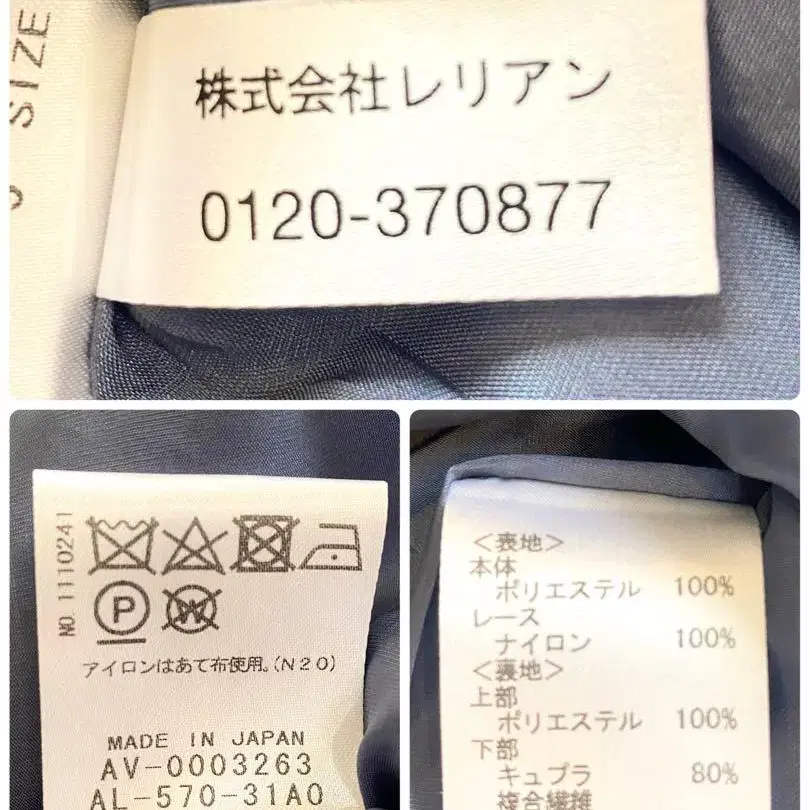 SIZE
株式会社レリアン
0120-370877
NO. 11110241
P
W
アイロンはあて布使用。(N20)
MADE IN JAPAN
AV-0003263
AL-570-31A0
<表地>
本体
ポリエステル 100%
レース
ナイロン 100%
<裏地>
上部
ポリエステル 100%
下部
キュプラ 80%
複合繊維